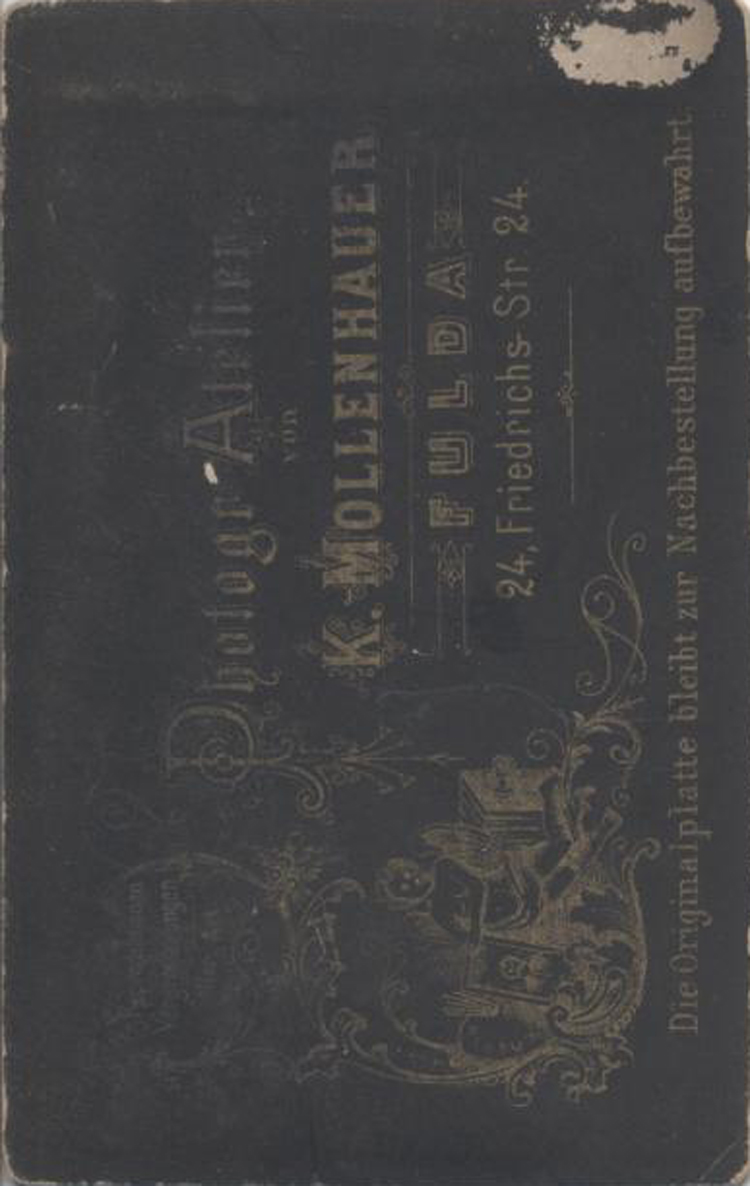 Photogr Atelier
von
K. MOLLENHAUER
FULDA
24, Friedrichs-Str 24.
Die Originalplatte bleibt zur Nachbestellung aufbewahrt.